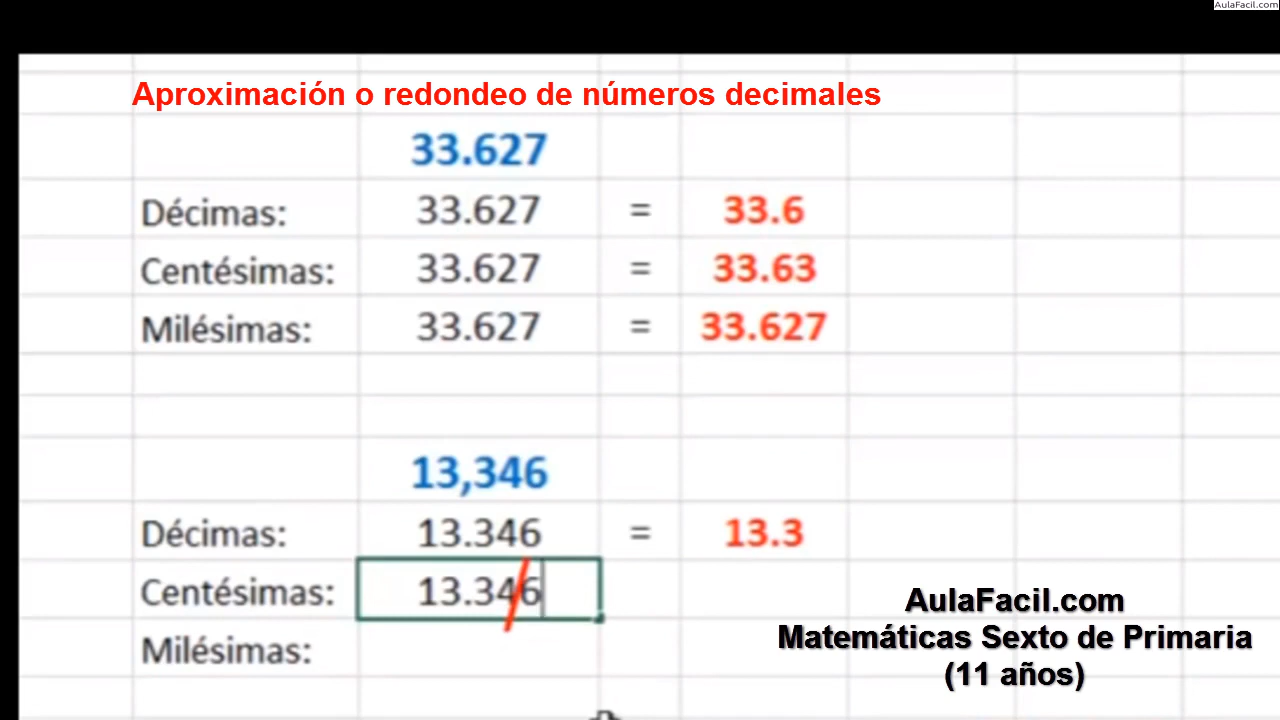 AulaFacil.com
Aproximación o redondeo de números decimales
33.627
Décimas: 33.627 = 33.6
Centésimas: 33.627 = 33.63
Milésimas: 33.627 = 33.627
13,346
Décimas: 13.346 = 13.3
Centésimas: 13.346
Milésimas:
AulaFacil.com
Matemáticas Sexto de Primaria
(11 años)